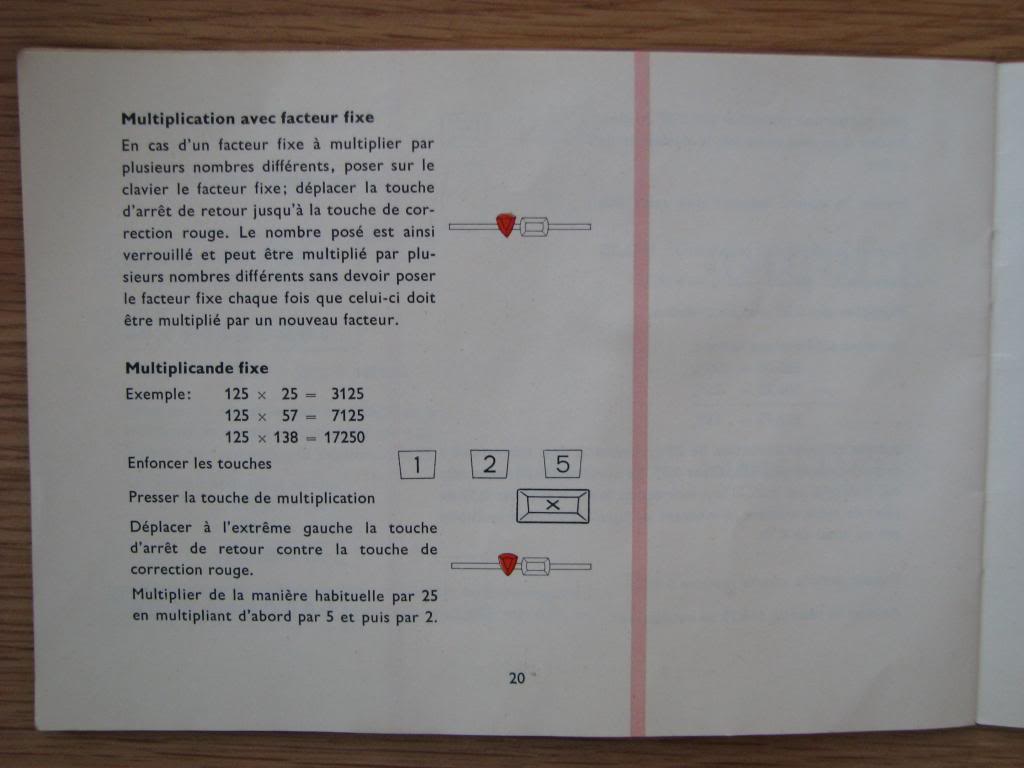 Multiplication avec facteur fixe
En cas d'un facteur fixe à multiplier par
plusieurs nombres différents, poser sur le
clavier le facteur fixe; déplacer la touche
d'arrêt de retour jusqu'à la touche de cor-
rection rouge. Le nombre posé est ainsi
verrouillé et peut être multiplié par plu-
sieurs nombres différents sans devoir poser
le facteur fixe chaque fois que celui-ci doit
être multiplié par un nouveau facteur.
Multiplicande fixe
Exemple: 125 × 25 = 3125
125 × 57 = 7125
125 × 138 = 17250
Enfoncer les touches 1 2 5
Presser la touche de multiplication ×
Déplacer à l'extrême gauche la touche
d'arrêt de retour contre la touche de
correction rouge.
Multiplier de la manière habituelle par 25
en multipliant d'abord par 5 et puis par 2.
20